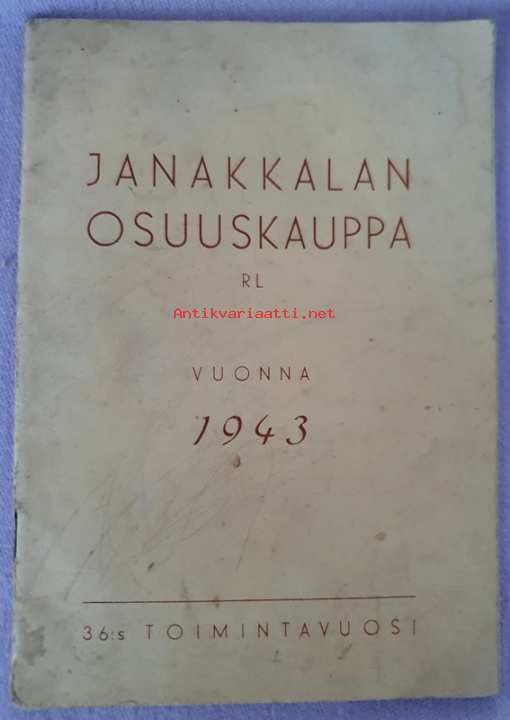 JANAKKALAN
OSUUSKAUPPA
RL
Antikvariaatti.net
VUONNA
1943
36:s TOIMINTAVUOSI